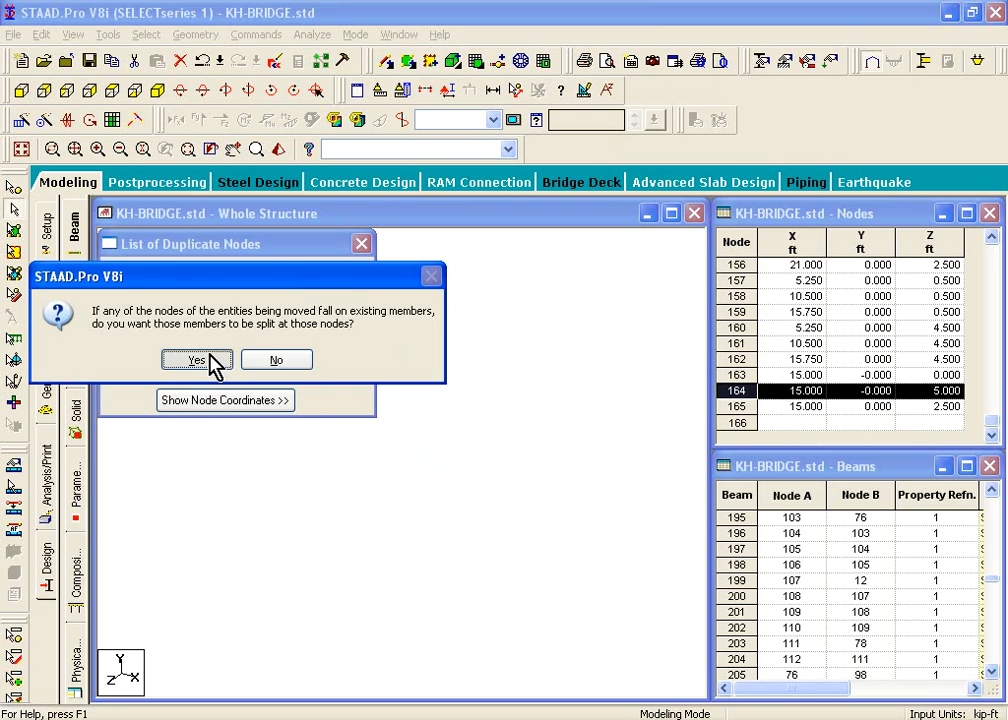 STAAD.Pro V8i (SELECTseries 1) - KH-BRIDGE.std
File Edit View Tools Select Geometry Commands Analyze Mode Window Help
Modeling Postprocessing Steel Design Concrete Design RAM Connection Bridge Deck Advanced Slab Design Piping Earthquake
KH-BRIDGE.std - Whole Structure
List of Duplicate Nodes
STAAD.Pro V8i
If any of the nodes of the entities being moved fall on existing members,
do you want those members to be split at those nodes?
Yes No
Show Node Coordinates >>
Setup
Analysis/Print
Design
Beam
Solid
Parame...
Composi...
Physica...
Y
Z X
KH-BRIDGE.std - Nodes
Node X ft Y ft Z ft
156 21.000 0.000 2.500
157 5.250 0.000 0.500
158 10.500 0.000 0.500
159 15.750 0.000 0.500
160 5.250 0.000 4.500
161 10.500 0.000 4.500
162 15.750 0.000 4.500
163 15.000 -0.000 0.000
164 15.000 -0.000 5.000
165 15.000 0.000 2.500
166
KH-BRIDGE.std - Beams
Beam Node A Node B Property Refn.
195 103 76 1
196 104 103 1
197 105 104 1
198 106 105 1
199 107 12 1
200 108 107 1
201 109 108 1
202 110 109 1
203 111 78 1
204 112 111 1
205 76 98 1
For Help, press F1
Modeling Mode
Input Units: kip-ft